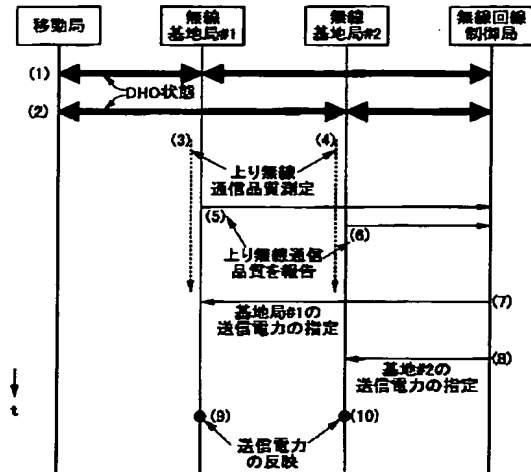 移動局
無線
基地局#1
無線
基地局#2
無線回線
制御局
(1)
DHO状態
(2)
(3)
(4)
上り無線
通信品質測定
(5)
(6)
上り無線通信
品質を報告
(7)
基地局#1の
送信電力の指定
(8)
基地#2の
送信電力の指定
t
(9)
(10)
送信電力
の反映